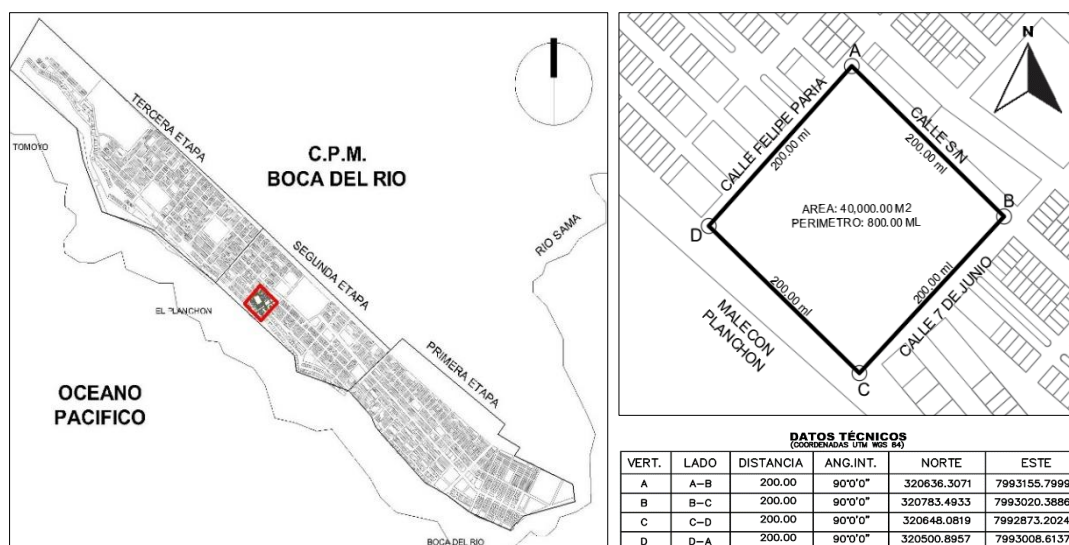 TERCERA ETAPA
TOMOYO
C.P.M.
BOCA DEL RIO
SEGUNDA ETAPA
RIO SAMA
EL PLANCHON
PRIMERA ETAPA
OCEANO
PACIFICO
BOCA DEL RIO
N
A
CALLE FELIPE PARIA
200.00 ml
CALLE S/N
200.00 ml
B
AREA: 40,000.00 M2
PERIMETRO: 800.00 ML
D
200.00 ml
200.00 ml
CALLE 7 DE JUNIO
MALECON
PLANCHON
C
DATOS TÉCNICOS
(COORDENADAS UTM WGS 84)
VERT. LADO DISTANCIA ANG.INT. NORTE ESTE
A A-B 200.00 90°0'0" 320636.3071 7993155.7999
B B-C 200.00 90°0'0" 320783.4933 7993020.3886
C C-D 200.00 90°0'0" 320648.0819 7992873.2024
D D-A 200.00 90°0'0" 320500.8957 7993008.6137